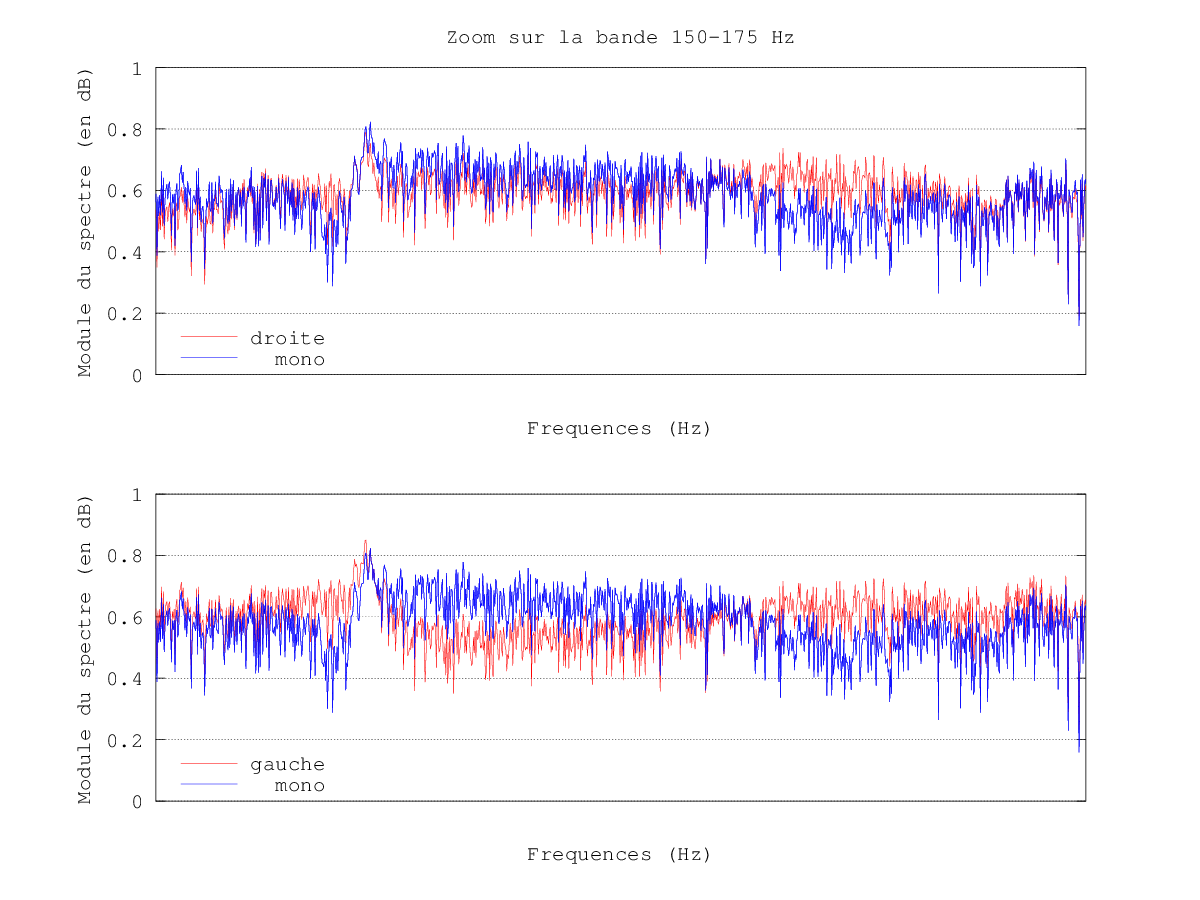 Zoom sur la bande 150-175 Hz
Module du spectre (en dB)
1
0.8
0.6
0.4
0.2
0
droite
mono
Frequences (Hz)
Module du spectre (en dB)
1
0.8
0.6
0.4
0.2
0
gauche
mono
Frequences (Hz)